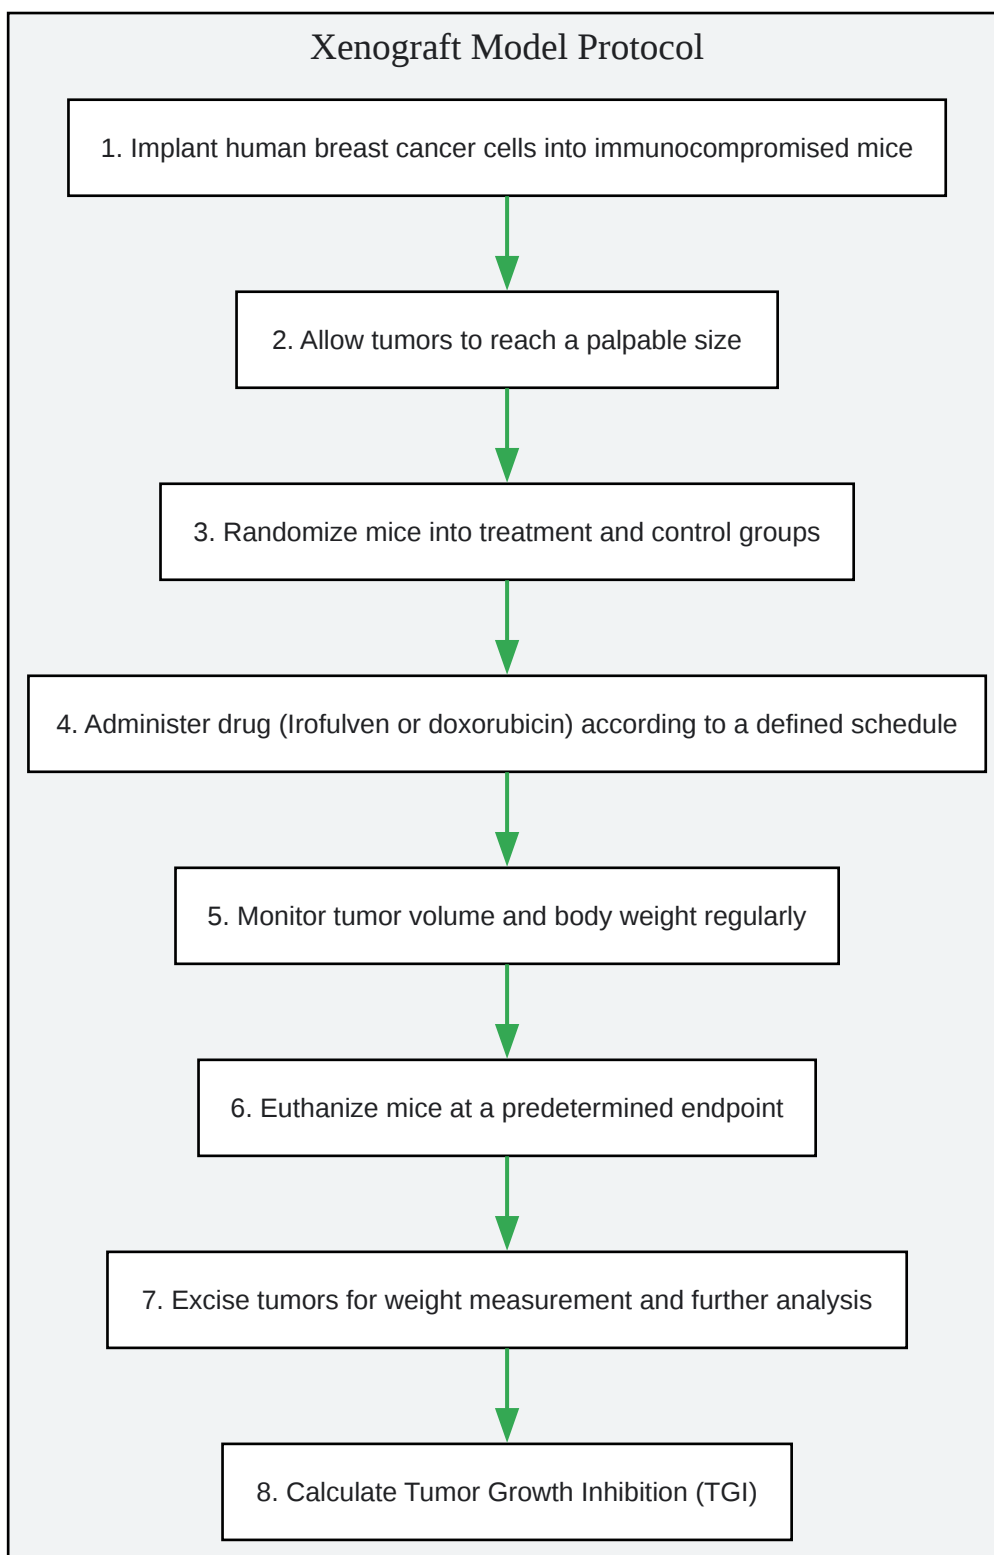 Xenograft Model Protocol
1. Implant human breast cancer cells into immunocompromised mice
2. Allow tumors to reach a palpable size
3. Randomize mice into treatment and control groups
4. Administer drug (Irofulven or doxorubicin) according to a defined schedule
5. Monitor tumor volume and body weight regularly
6. Euthanize mice at a predetermined endpoint
7. Excise tumors for weight measurement and further analysis
8. Calculate Tumor Growth Inhibition (TGI)